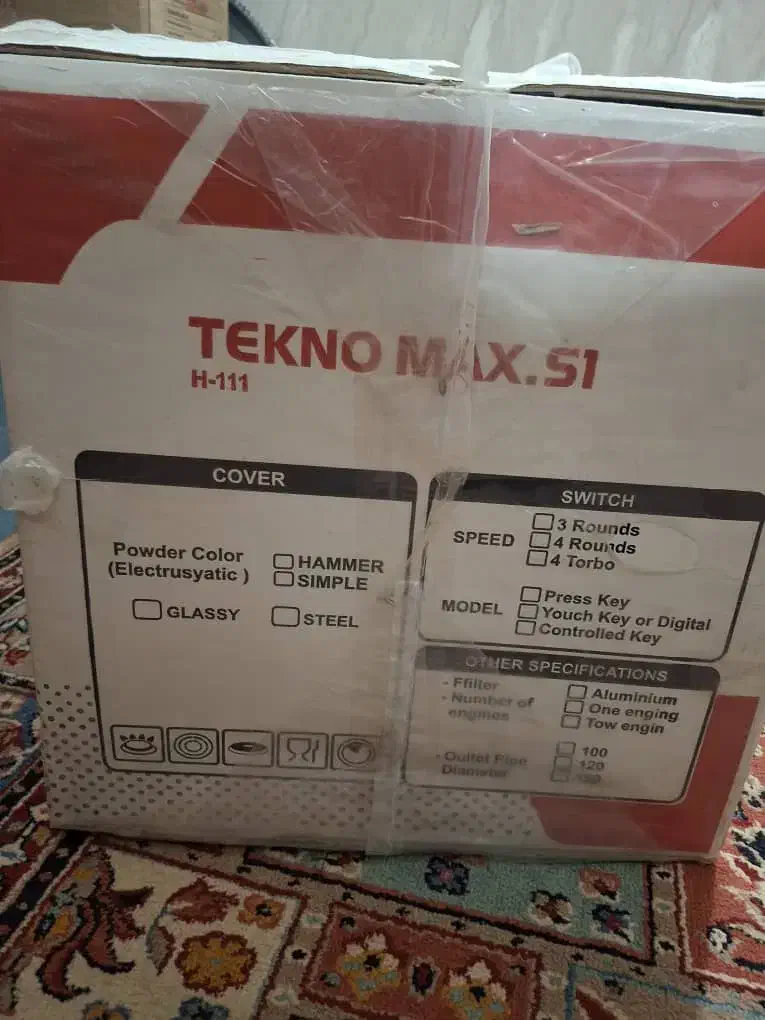 TEKNO MAX.S1
H-111
COVER
Powder Color
(Electrusyatic )
HAMMER
SIMPLE
GLASSY
STEEL
SWITCH
SPEED
3 Rounds
4 Rounds
4 Torbo
MODEL
Press Key
Youch Key or Digital
Controlled Key
OTHER SPECIFICATIONS
- Ffilter
Aluminium
- Number of
engines
One enging
Tow engin
- Outlet Pipe
Diameter
100
120